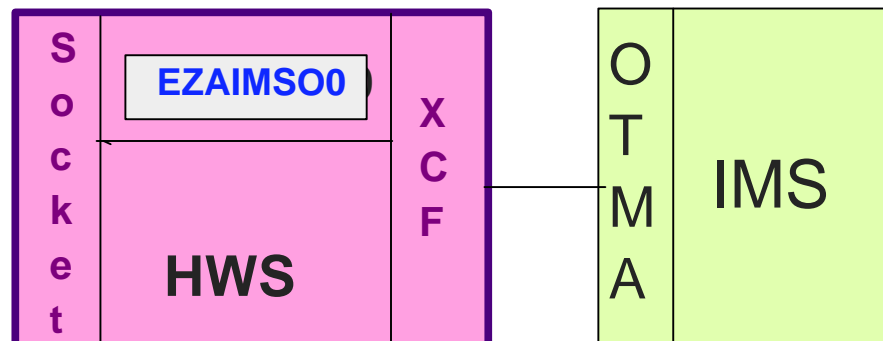 Socket
EZAIMSO0
)
HWS
XCF
OTMA
IMS